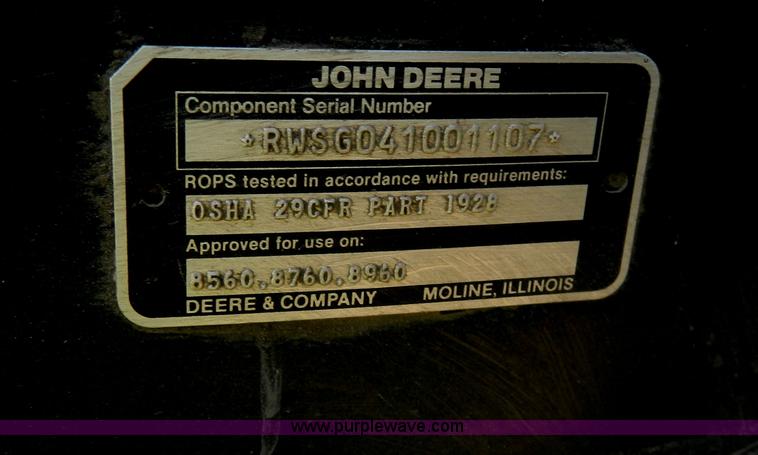 JOHN DEERE
Component Serial Number
*RWSG041001107*
ROPS tested in accordance with requirements:
OSHA 29CFR PART 1928
Approved for use on:
8560,8760,8960
DEERE & COMPANY MOLINE, ILLINOIS
www.purplewave.com